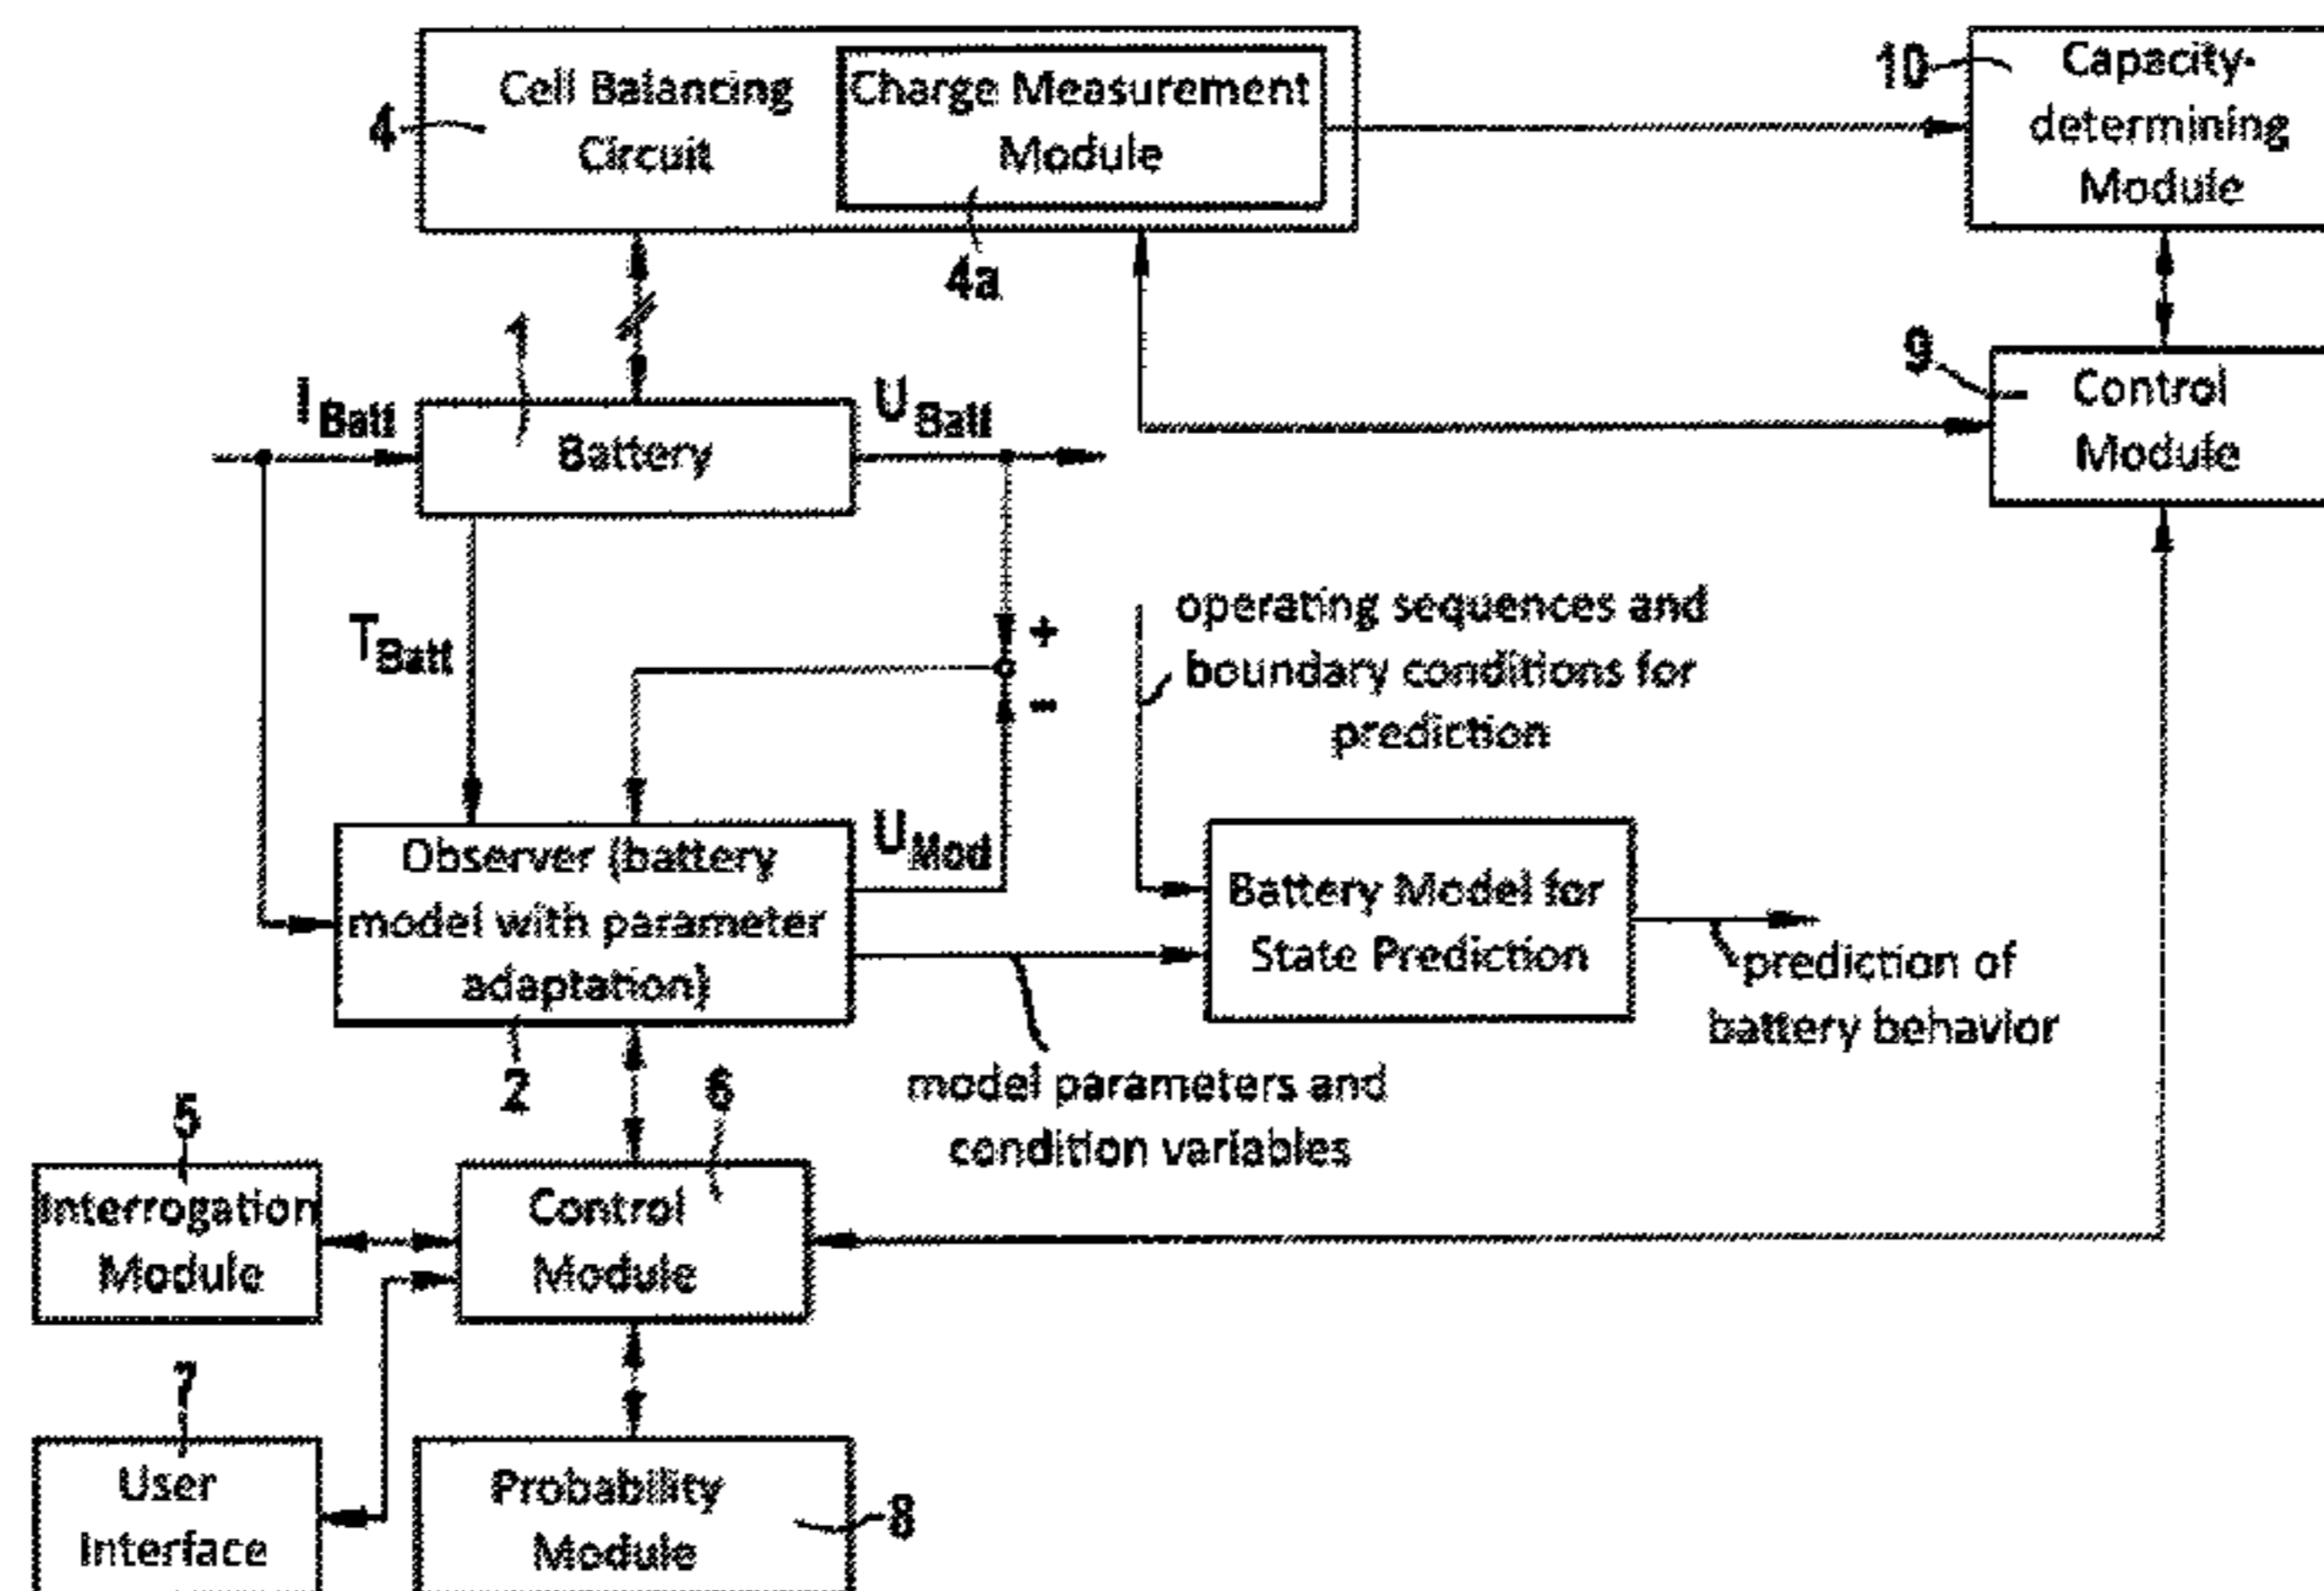 Cell Balancing
Circuit
Charge Measurement
Module
4
4a
10
Capacity-
determining
Module
9
Control
Module
1
I Batt
Battery
U Batt
T Batt
+
-
operating sequences and
boundary conditions for
prediction
Observer (battery
model with parameter
adaptation)
U Mod
Battery Model for
State Prediction
prediction of
battery behavior
2
6
model parameters and
condition variables
5
Interrogation
Module
Control
Module
7
User
Interface
Probability
Module
8